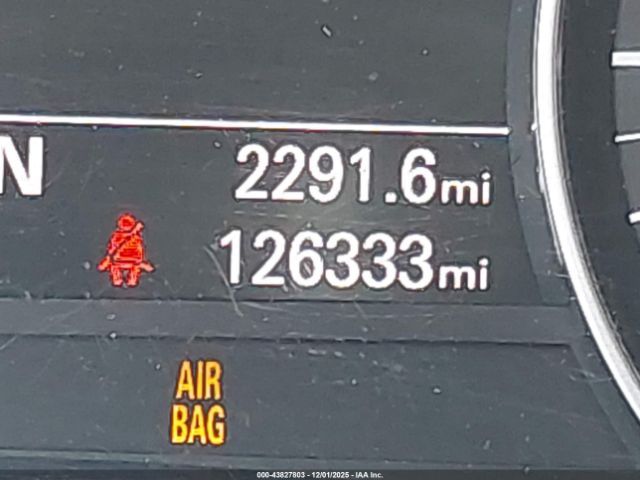 N
2291.6mi
126333mi
AIR
BAG
000-43827803 - 12/01/2025 - IAA Inc.